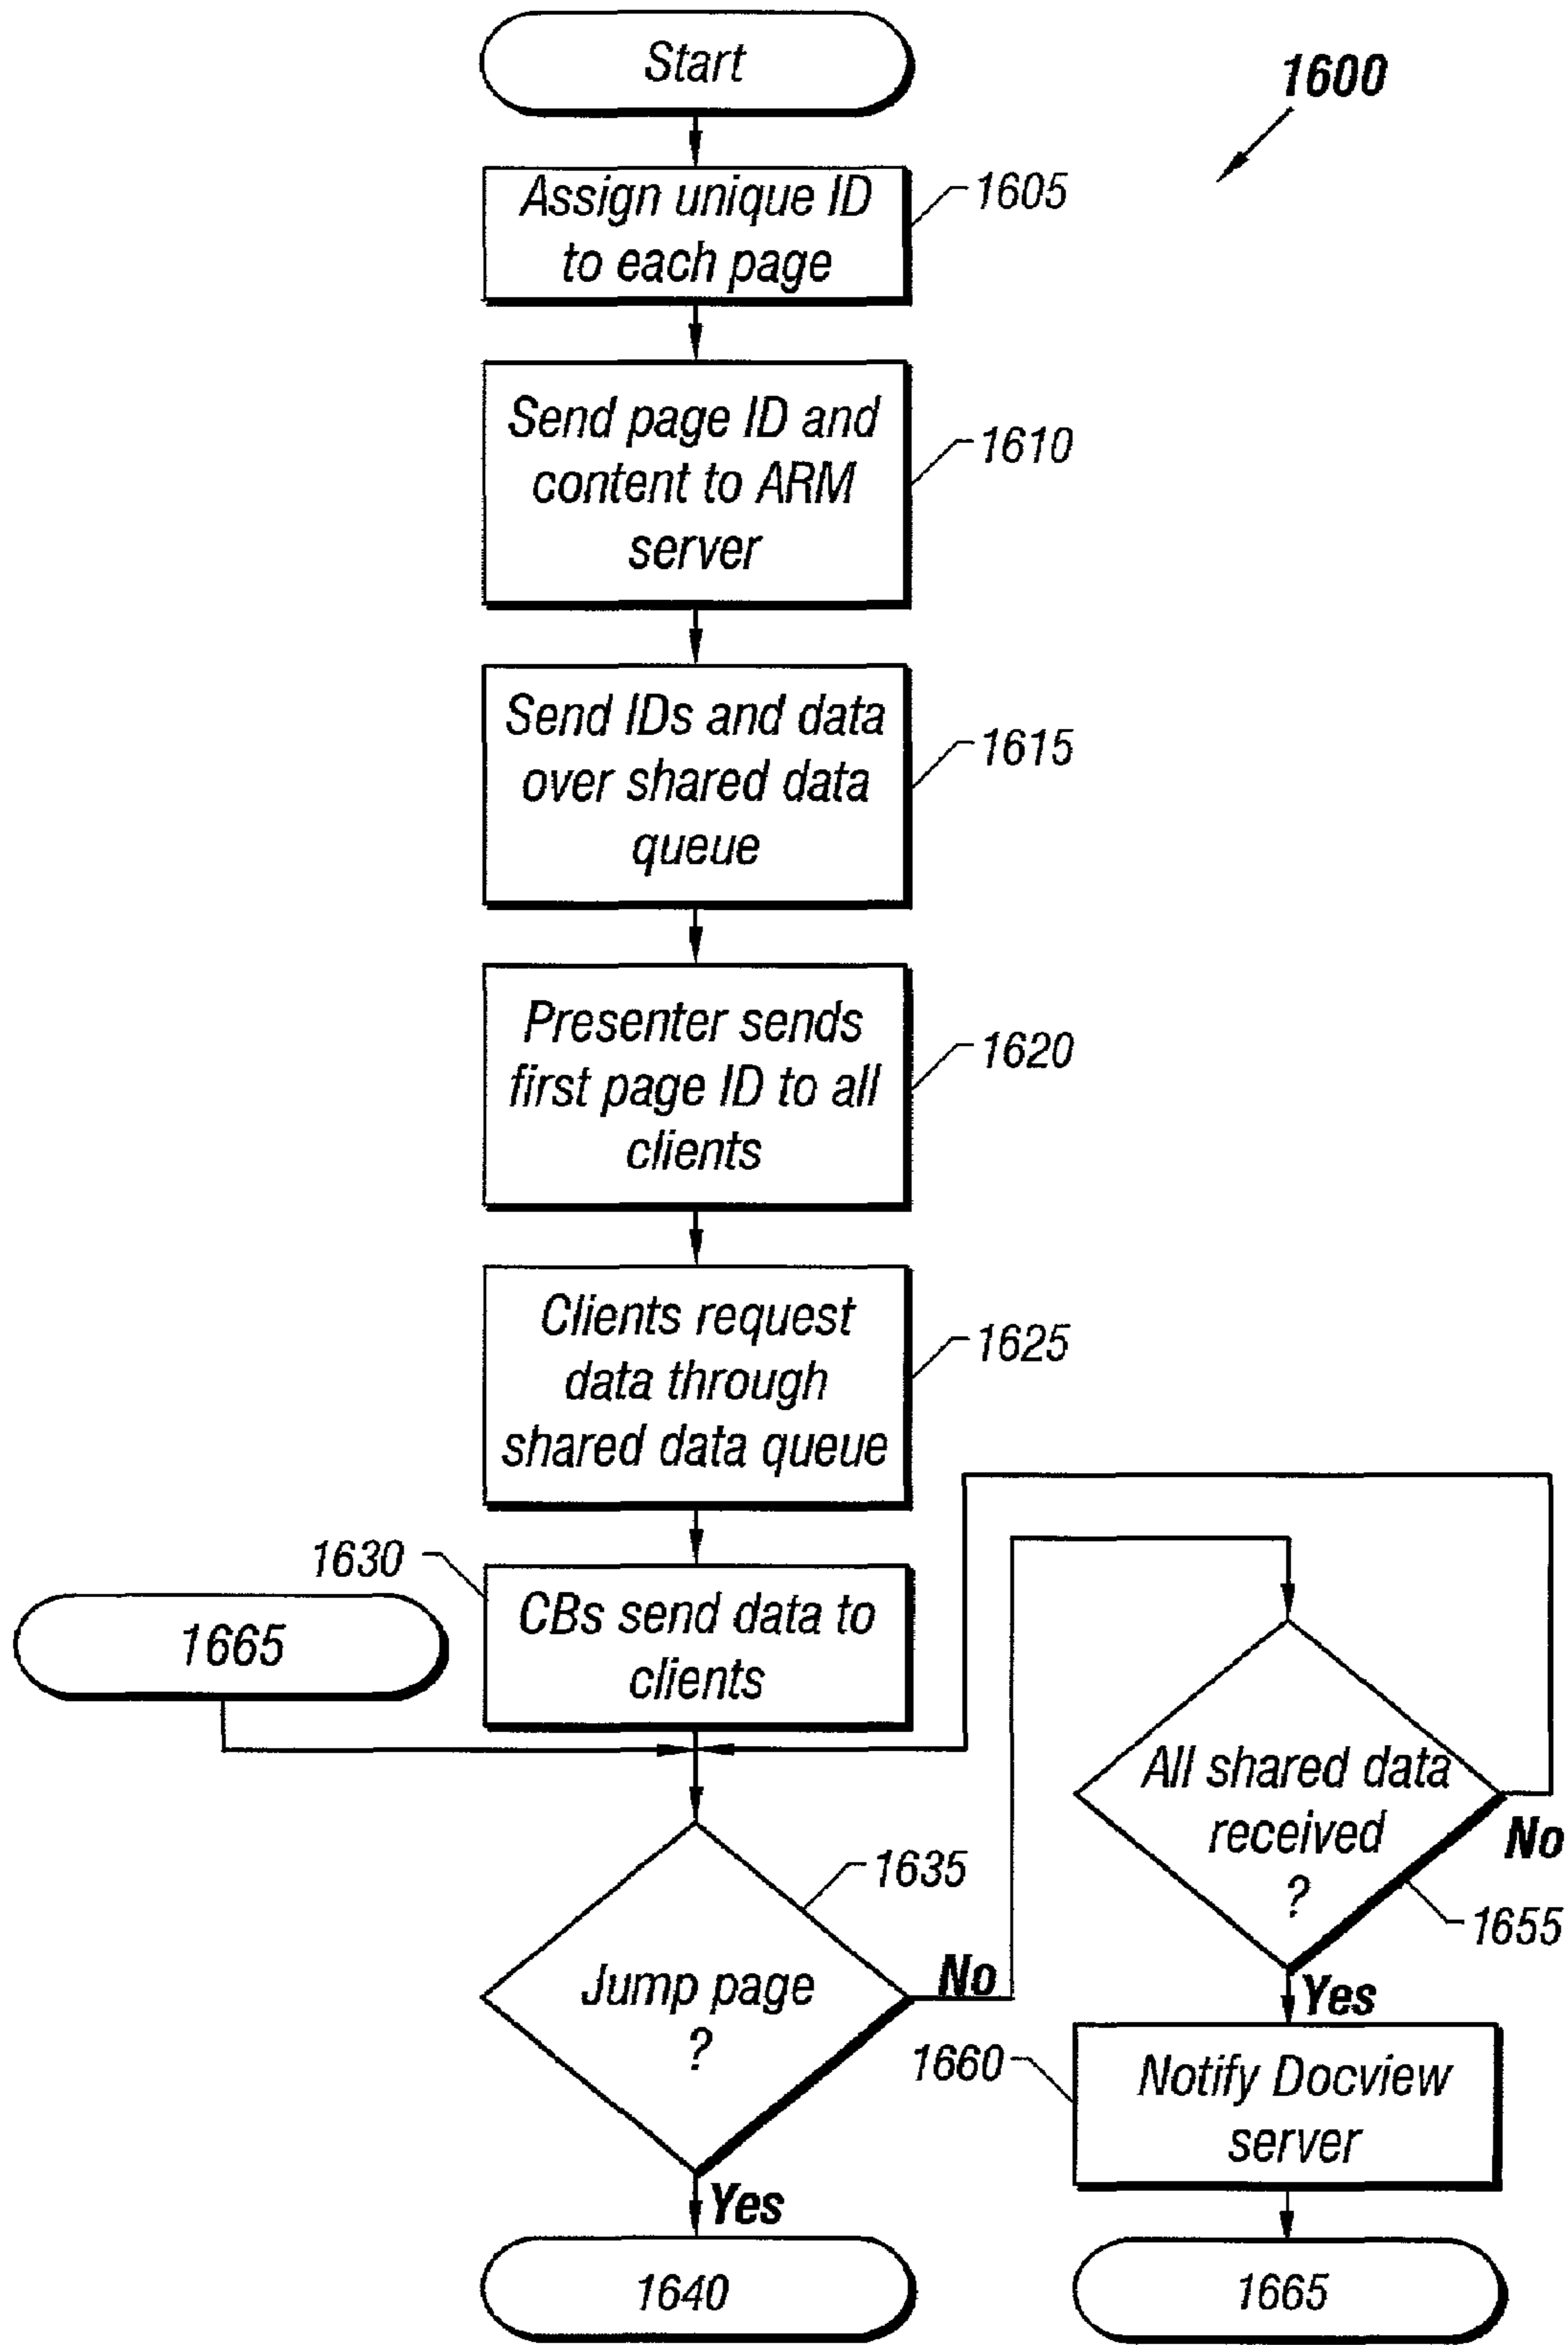 Start
1600
Assign unique ID
to each page
1605
Send page ID and
content to ARM
server
1610
Send IDs and data
over shared data
queue
1615
Presenter sends
first page ID to all
clients
1620
Clients request
data through
shared data queue
1625
1630
CBs send data to
clients
1665
All shared data
received
?
No
1655
1635
Jump page
?
No
Yes
1660
Notify Docview
server
Yes
1640
1665